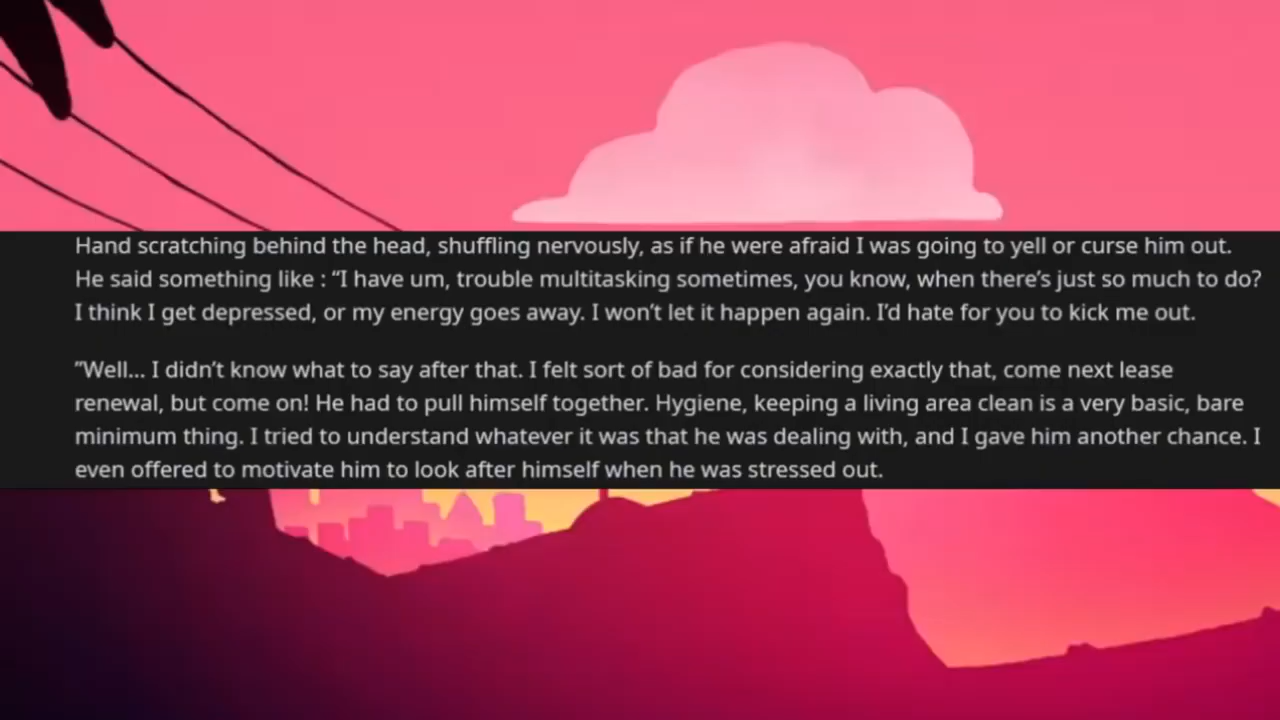 Hand scratching behind the head, shuffling nervously, as if he were afraid I was going to yell or curse him out.
He said something like : “I have um, trouble multitasking sometimes, you know, when there’s just so much to do?
I think I get depressed, or my energy goes away. I won’t let it happen again. I’d hate for you to kick me out.
”Well... I didn’t know what to say after that. I felt sort of bad for considering exactly that, come next lease
renewal, but come on! He had to pull himself together. Hygiene, keeping a living area clean is a very basic, bare
minimum thing. I tried to understand whatever it was that he was dealing with, and I gave him another chance. I
even offered to motivate him to look after himself when he was stressed out.